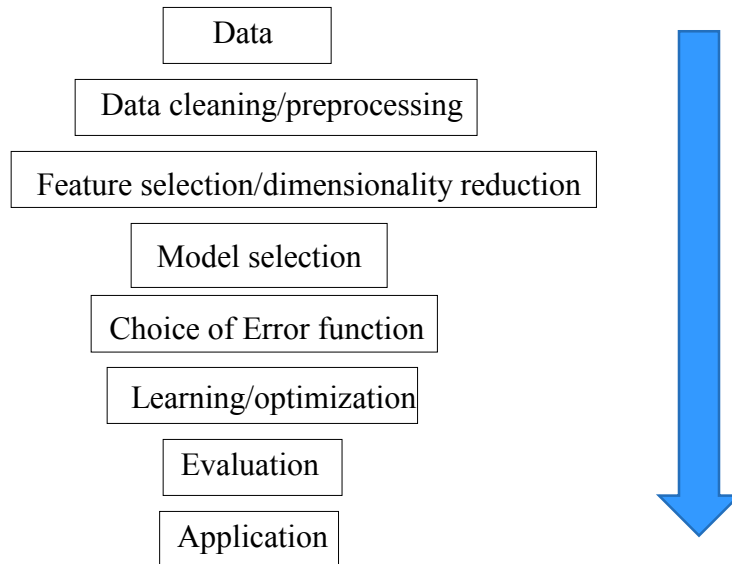 Data
Data cleaning/preprocessing
Feature selection/dimensionality reduction
Model selection
Choice of Error function
Learning/optimization
Evaluation
Application